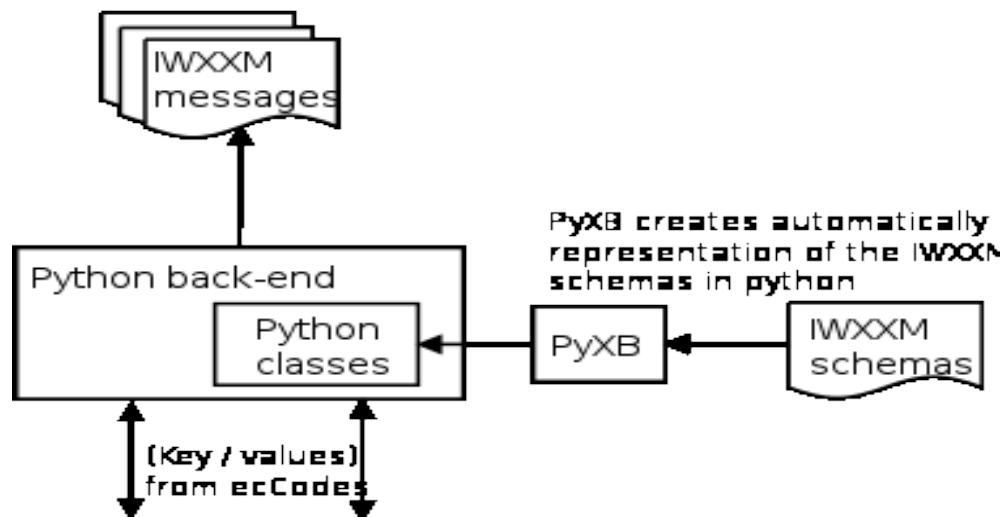 IWXXM
messages
PyXB creates automatically
representation of the IWXXM
schemas in python
Python back-end
Python
classes
PyXB
IWXXM
schemas
(Key / values)
from ecCodes